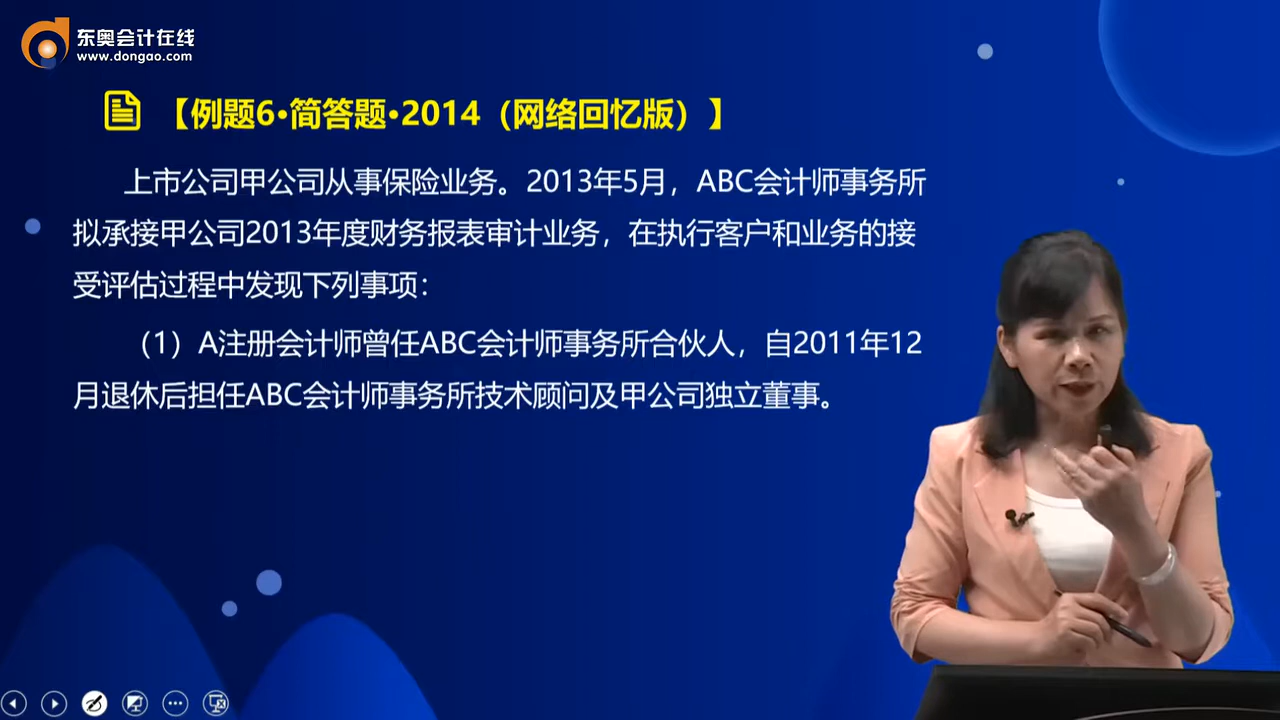 东奥会计在线
www.dongao.com
【例题6•简答题•2014（网络回忆版）】
上市公司甲公司从事保险业务。2013年5月，ABC会计师事务所
拟承接甲公司2013年度财务报表审计业务，在执行客户和业务的接
受评估过程中发现下列事项：
（1）A注册会计师曾任ABC会计师事务所合伙人，自2011年12
月退休后担任ABC会计师事务所技术顾问及甲公司独立董事。